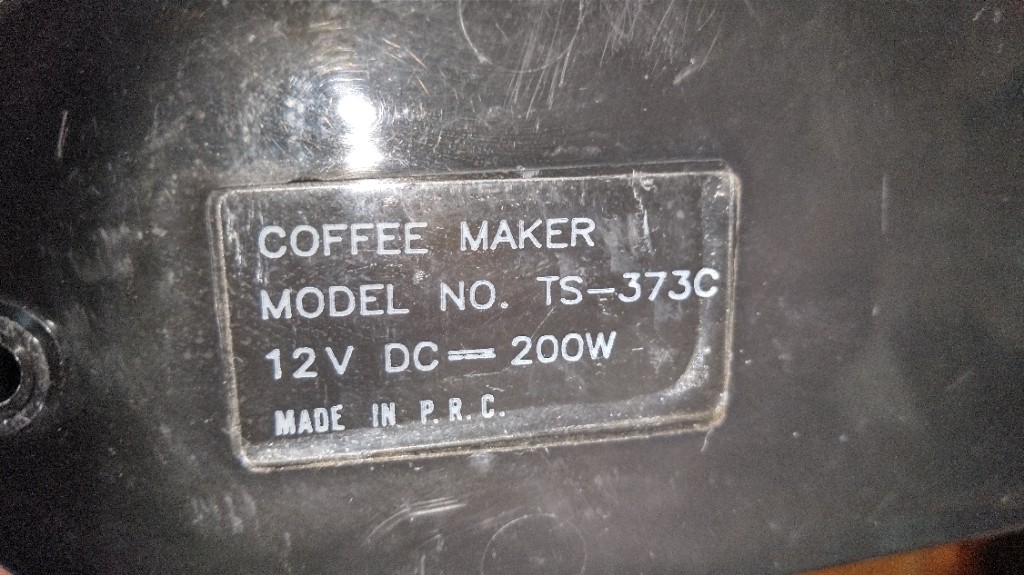 COFFEE MAKER
MODEL NO. TS-373C
12V DC ⎓ 200W
MADE IN P.R.C.